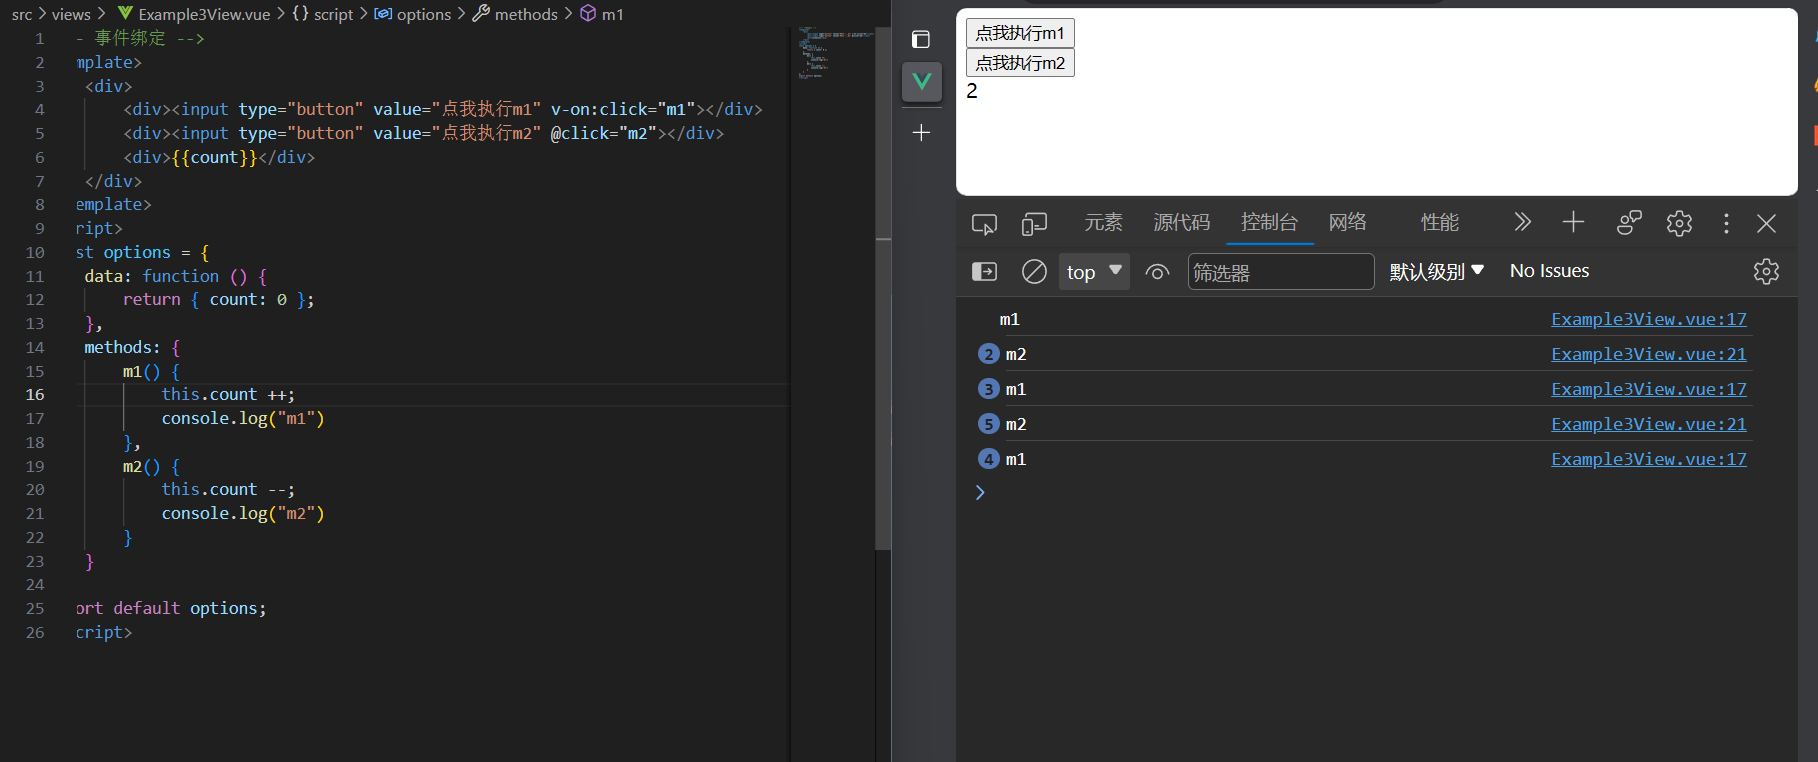 src > views > Example3View.vue > {} script > options > methods > m1
1 - 事件绑定 -->
2 mplate>
3 <div>
4 <div><input type="button" value="点我执行m1" v-on:click="m1"></div>
5 <div><input type="button" value="点我执行m2" @click="m2"></div>
6 <div>{{count}}</div>
7 </div>
8 emplate>
9 ript>
10 st options = {
11 data: function () {
12 return { count: 0 };
13 },
14 methods: {
15 m1() {
16 this.count ++;
17 console.log("m1")
18 },
19 m2() {
20 this.count --;
21 console.log("m2")
22 }
23 }
24
25 ort default options;
26 cript>
点我执行m1
点我执行m2
2
元素 源代码 控制台 网络 性能
top 筛选器 默认级别 No Issues
m1 Example3View.vue:17
2 m2 Example3View.vue:21
3 m1 Example3View.vue:17
5 m2 Example3View.vue:21
4 m1 Example3View.vue:17
>